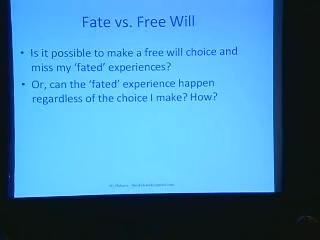 Fate vs. Free Will
• Is it possible to make a free will choice and
miss my ‘fated’ experiences?
• Or, can the ‘fated’ experience happen
regardless of the choice I make? How?